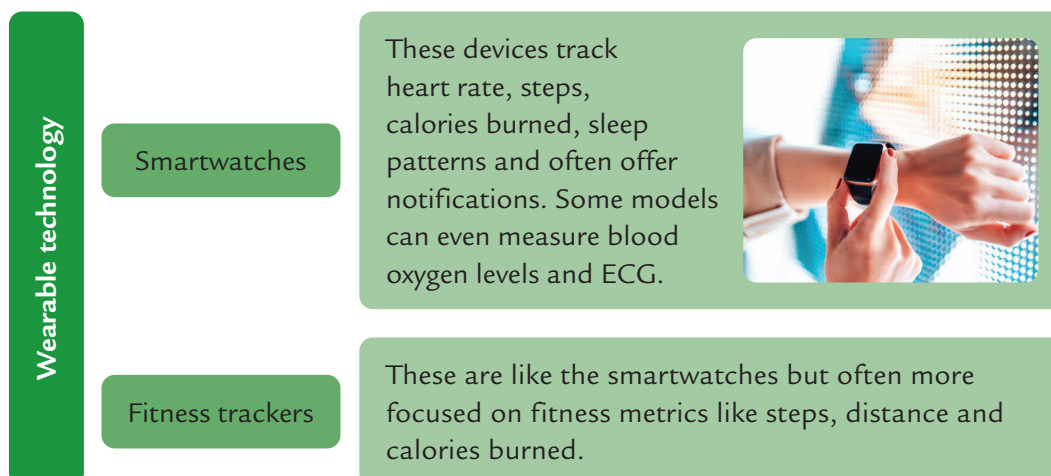 Wearable technology
Smartwatches
These devices track
heart rate, steps,
calories burned, sleep
patterns and often offer
notifications. Some models
can even measure blood
oxygen levels and ECG.
Fitness trackers
These are like the smartwatches but often more
focused on fitness metrics like steps, distance and
calories burned.